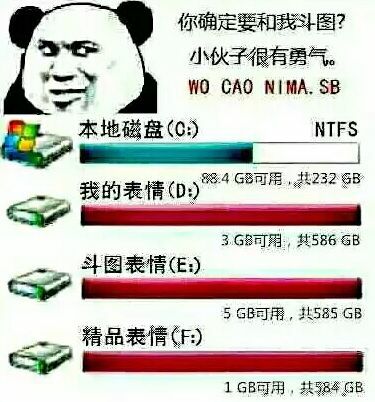 你确定要和我斗图?
小伙子很有勇气。
WO CAO NIMA.SB
本地磁盘(C:) NTFS
88.4 GB可用，共232 GB
我的表情(D:)
3 GB可用，共586 GB
斗图表情(E:)
5 GB可用，共585 GB
精品表情(F:)
1 GB可用，共584 GB